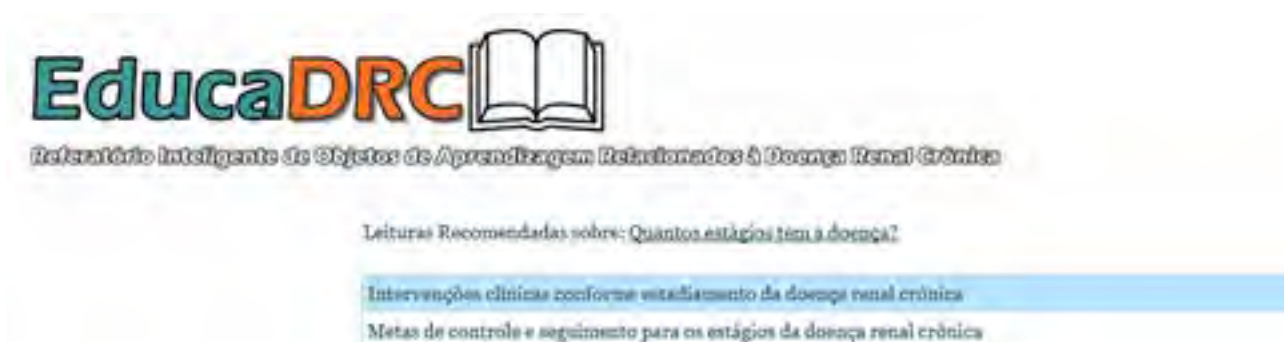 EducaDRC
Referatório Inteligente de Objetos de Aprendizagem Relacionados à Doença Renal Crônica
Leituras Recomendadas sobre: Quantos estágios tem a doença?
Intervenções clínicas conforme estadiamento da doença renal crônica
Metas de controle e seguimento para os estágios da doença renal crônica